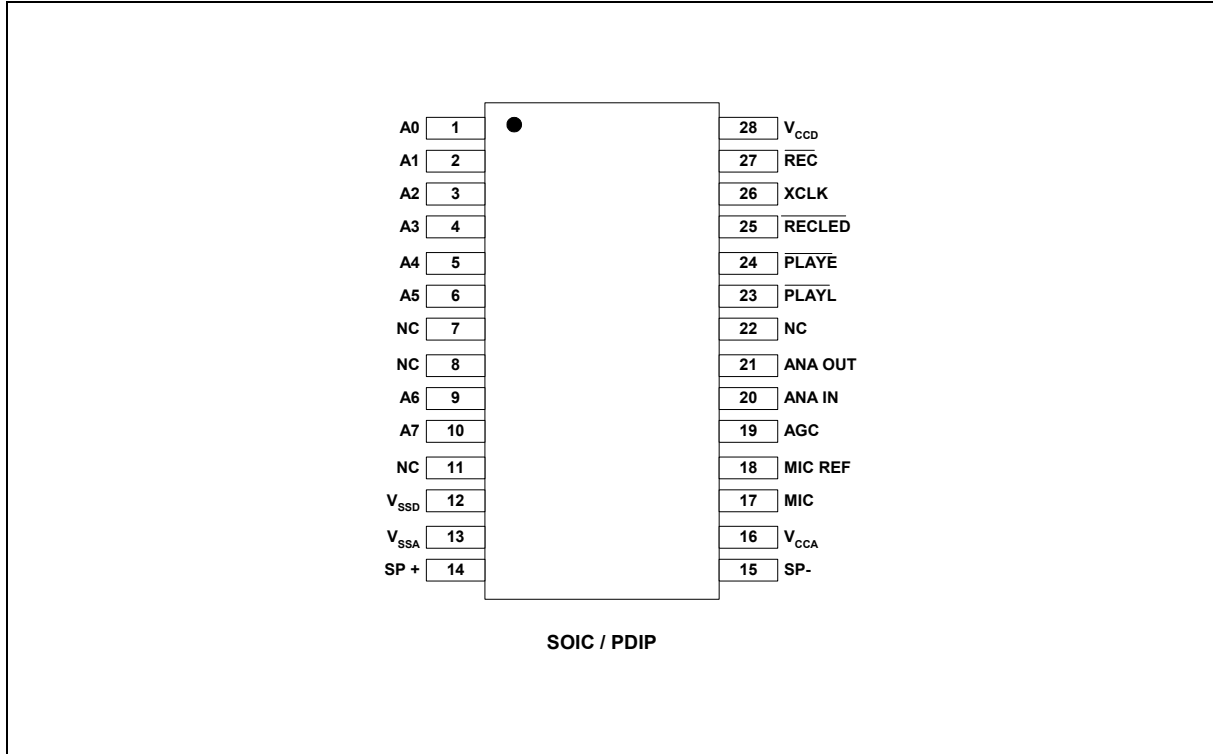 A0 1 28 VCCD
A1 2 27 REC
A2 3 26 XCLK
A3 4 25 RECLED
A4 5 24 PLAYE
A5 6 23 PLAYL
NC 7 22 NC
NC 8 21 ANA OUT
A6 9 20 ANA IN
A7 10 19 AGC
NC 11 18 MIC REF
VSSD 12 17 MIC
VSSA 13 16 VCCA
SP + 14 15 SP-
SOIC / PDIP